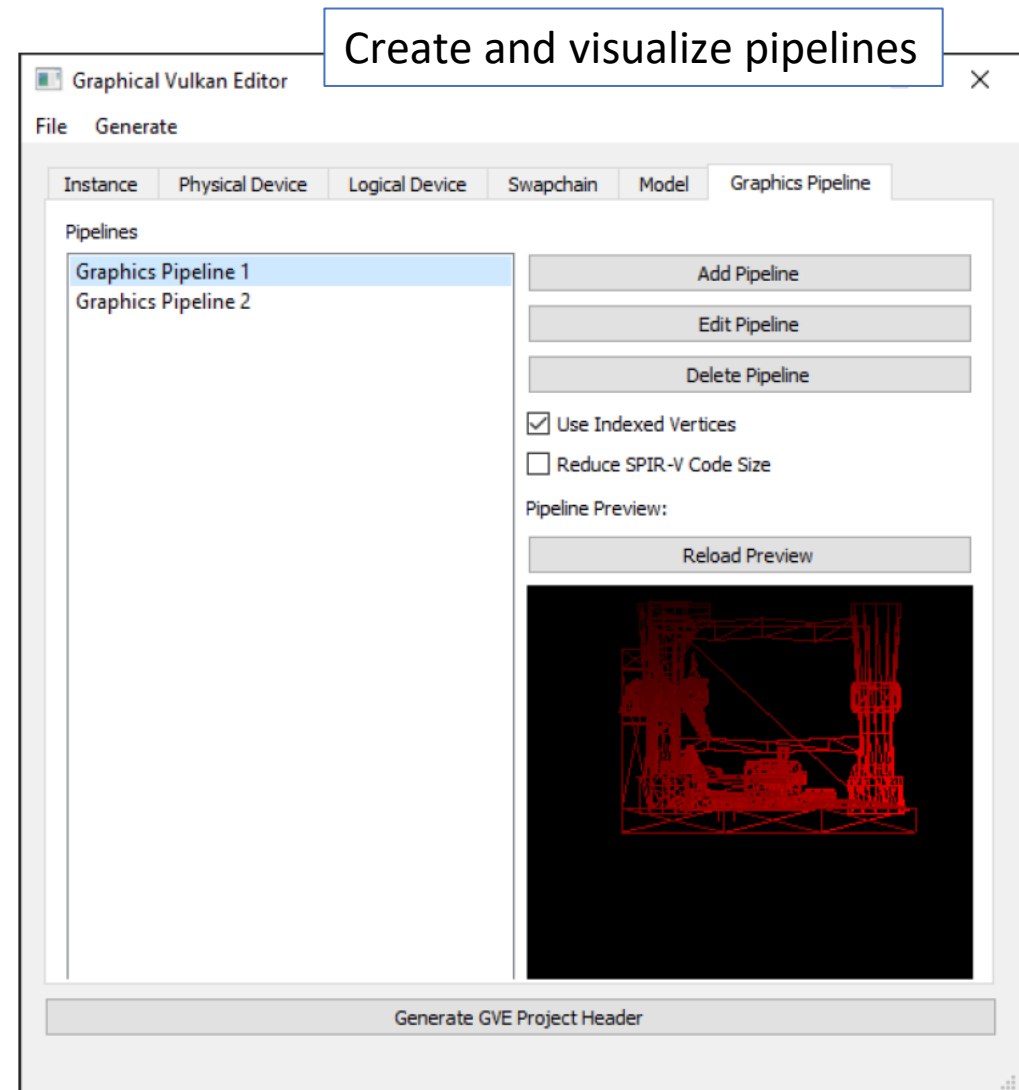 Create and visualize pipelines
Graphical Vulkan Editor
File Generate
Instance Physical Device Logical Device Swapchain Model Graphics Pipeline
Pipelines
Graphics Pipeline 1
Graphics Pipeline 2
Add Pipeline
Edit Pipeline
Delete Pipeline
Use Indexed Vertices
Reduce SPIR-V Code Size
Pipeline Preview:
Reload Preview
Generate GVE Project Header